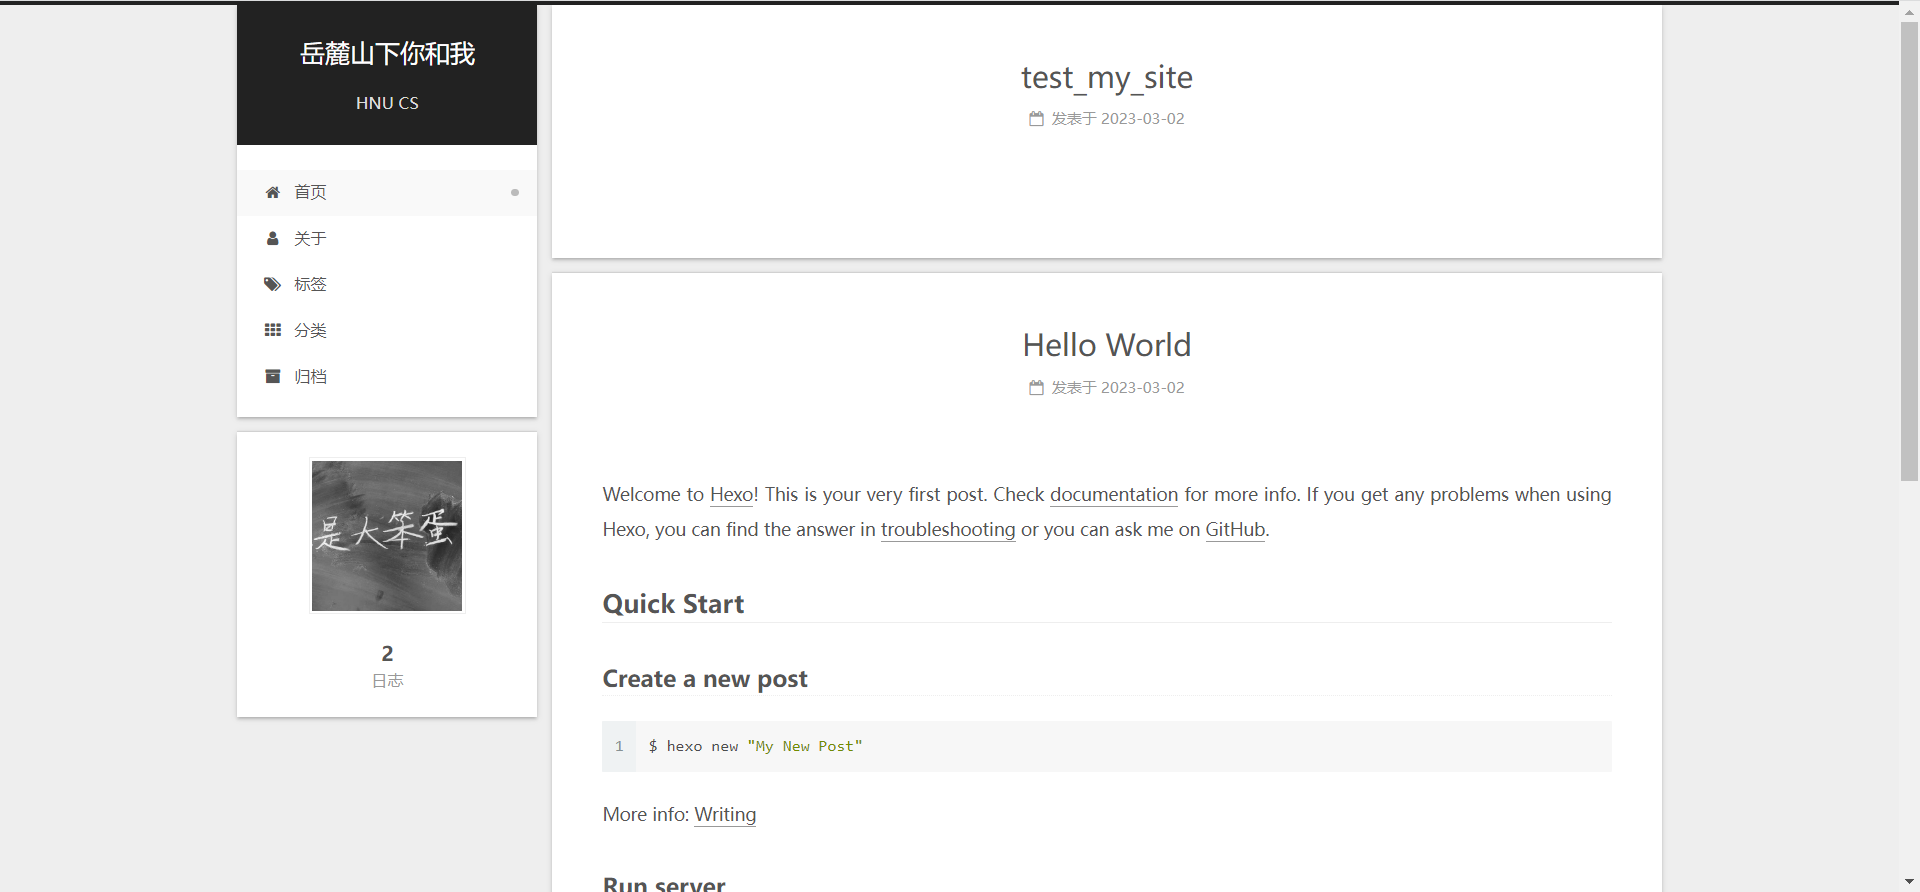 岳麓山下你和我
HNU CS
首页
关于
标签
分类
归档
是大笨蛋
2
日志
test_my_site
发表于 2023-03-02
Hello World
发表于 2023-03-02
Welcome to Hexo! This is your very first post. Check documentation for more info. If you get any problems when using
Hexo, you can find the answer in troubleshooting or you can ask me on GitHub.
Quick Start
Create a new post
1 $ hexo new "My New Post"
More info: Writing
Run server